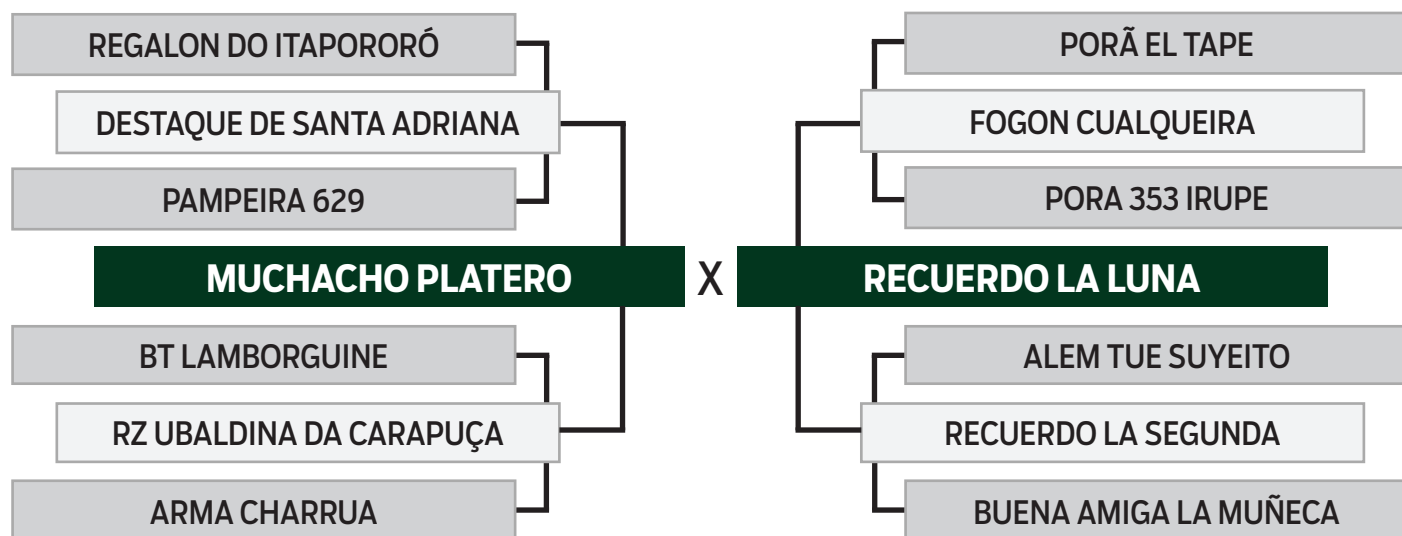 REGALON DO ITAPORORÓ
DESTAQUE DE SANTA ADRIANA
PAMPEIRA 629
MUCHACHO PLATERO
BT LAMBORGUINE
RZ UBALDINA DA CARAPUÇA
ARMA CHARRUA
X
PORÃ EL TAPE
FOGON CUALQUEIRA
PORA 353 IRUPE
RECUERDO LA LUNA
ALEM TUE SUYEITO
RECUERDO LA SEGUNDA
BUENA AMIGA LA MUÑECA